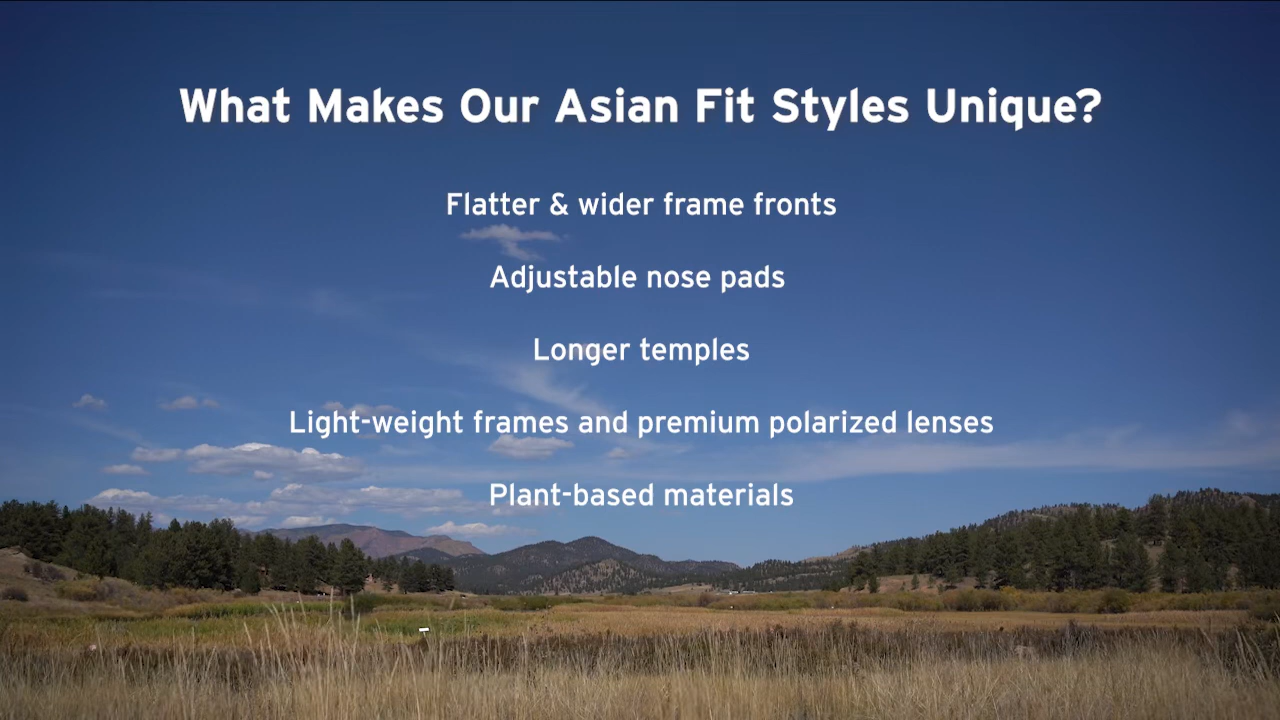 What Makes Our Asian Fit Styles Unique?
Flatter & wider frame fronts
Adjustable nose pads
Longer temples
Light-weight frames and premium polarized lenses
Plant-based materials